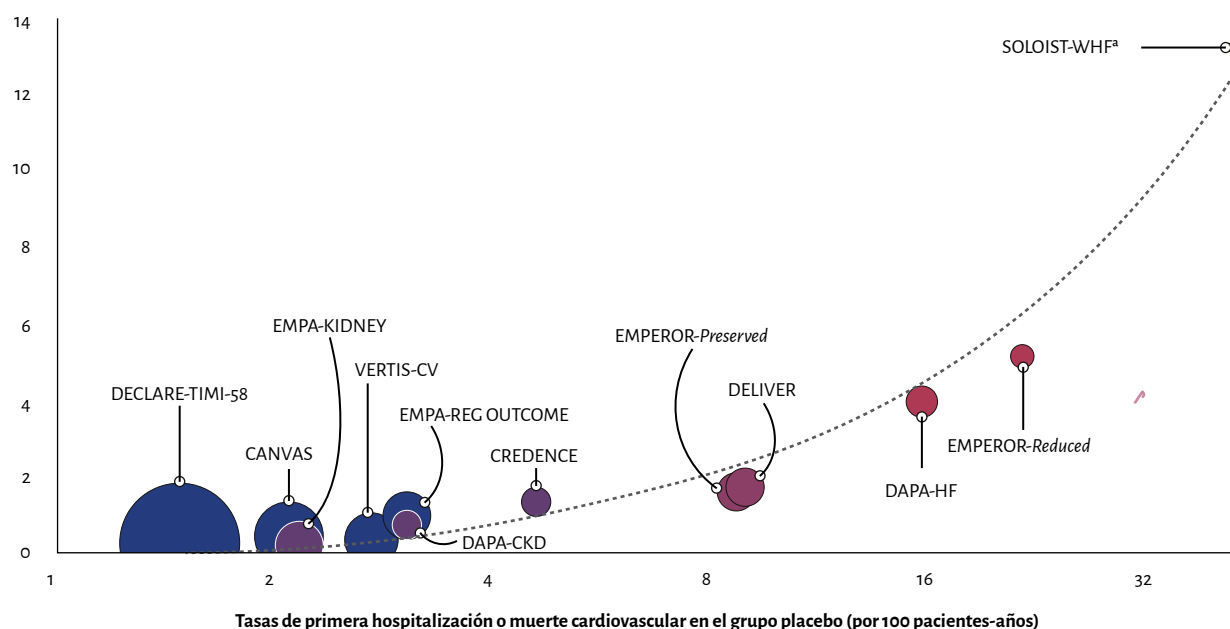 14
SOLOIST-WHFª
12
10
8
6
EMPA-KIDNEY
EMPEROR-Preserved
VERTIS-CV
DECLARE-TIMI-58
DELIVER
4
EMPA-REG OUTCOME
CANVAS
CREDENCE
EMPEROR-Reduced
2
DAPA-HF
DAPA-CKD
0
1 2 4 8 16 32
Tasas de primera hospitalización o muerte cardiovascular en el grupo placebo (por 100 pacientes-años)